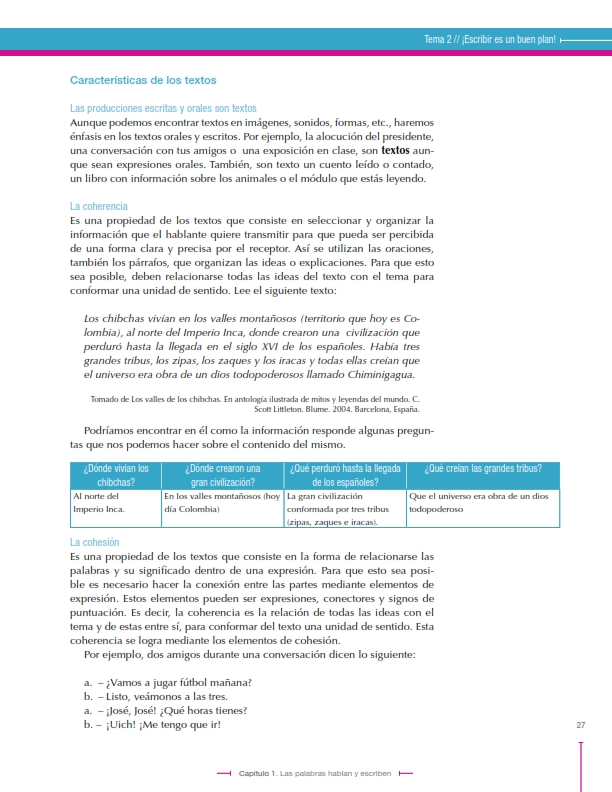 Tema 2 // ¡Escribir es un buen plan!
Características de los textos
Las producciones escritas y orales son textos
Aunque podemos encontrar textos en imágenes, sonidos, formas, etc., haremos
énfasis en los textos orales y escritos. Por ejemplo, la alocución del presidente,
una conversación con tus amigos o una exposición en clase, son textos aun-
que sean expresiones orales. También, son texto un cuento leído o contado,
un libro con información sobre los animales o el módulo que estás leyendo.
La coherencia
Es una propiedad de los textos que consiste en seleccionar y organizar la
información que el hablante quiere transmitir para que pueda ser percibida
de una forma clara y precisa por el receptor. Así se utilizan las oraciones,
también los párrafos, que organizan las ideas o explicaciones. Para que esto
sea posible, deben relacionarse todas las ideas del texto con el tema para
conformar una unidad de sentido. Lee el siguiente texto:
Los chibchas vivían en los valles montañosos (territorio que hoy es Co-
lombia), al norte del Imperio Inca, donde crearon una civilización que
perduró hasta la llegada en el siglo XVI de los españoles. Había tres
grandes tribus, los zipas, los zaques y los iracas y todas ellas creían que
el universo era obra de un dios todopoderosos llamado Chiminigagua.
Tomado de Los valles de los chibchas. En antología ilustrada de mitos y leyendas del mundo. C.
Scott Littleton. Blume. 2004. Barcelona, España.
Podríamos encontrar en él como la información responde algunas pregun-
tas que nos podemos hacer sobre el contenido del mismo.
¿Dónde vivían los
chibchas?
¿Dónde crearon una
gran civilización?
¿Qué perduró hasta la llegada
de los españoles?
¿Qué creían las grandes tribus?
Al norte del
Imperio Inca.
En los valles montañosos (hoy
día Colombia)
La gran civilización
conformada por tres tribus
(zipas, zaques e iracas).
Que el universo era obra de un dios
todopoderoso
La cohesión
Es una propiedad de los textos que consiste en la forma de relacionarse las
palabras y su significado dentro de una expresión. Para que esto sea posi-
ble es necesario hacer la conexión entre las partes mediante elementos de
expresión. Estos elementos pueden ser expresiones, conectores y signos de
puntuación. Es decir, la coherencia es la relación de todas las ideas con el
tema y de estas entre sí, para conformar del texto una unidad de sentido. Esta
coherencia se logra mediante los elementos de cohesión.
Por ejemplo, dos amigos durante una conversación dicen lo siguiente:
a. – ¿Vamos a jugar fútbol mañana?
b. – Listo, veámonos a las tres.
a. – ¡José, José! ¿Qué horas tienes?
b. – ¡Uich! ¡Me tengo que ir!
27
Capítulo 1. Las palabras hablan y escriben